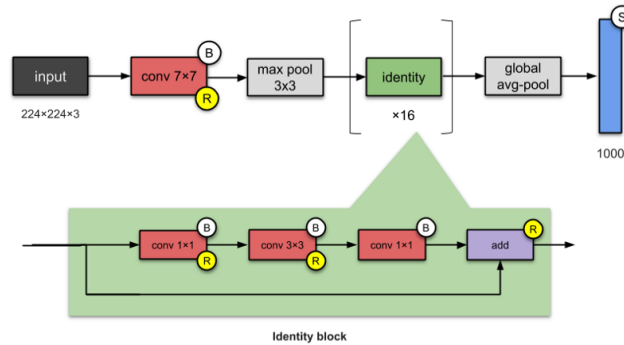 S
B
input
conv 7×7
max pool
3x3
identity
global
avg-pool
R
224×224×3
×16
1000
B
B
B
R
conv 1×1
conv 3×3
conv 1×1
add
R
R
Identity block